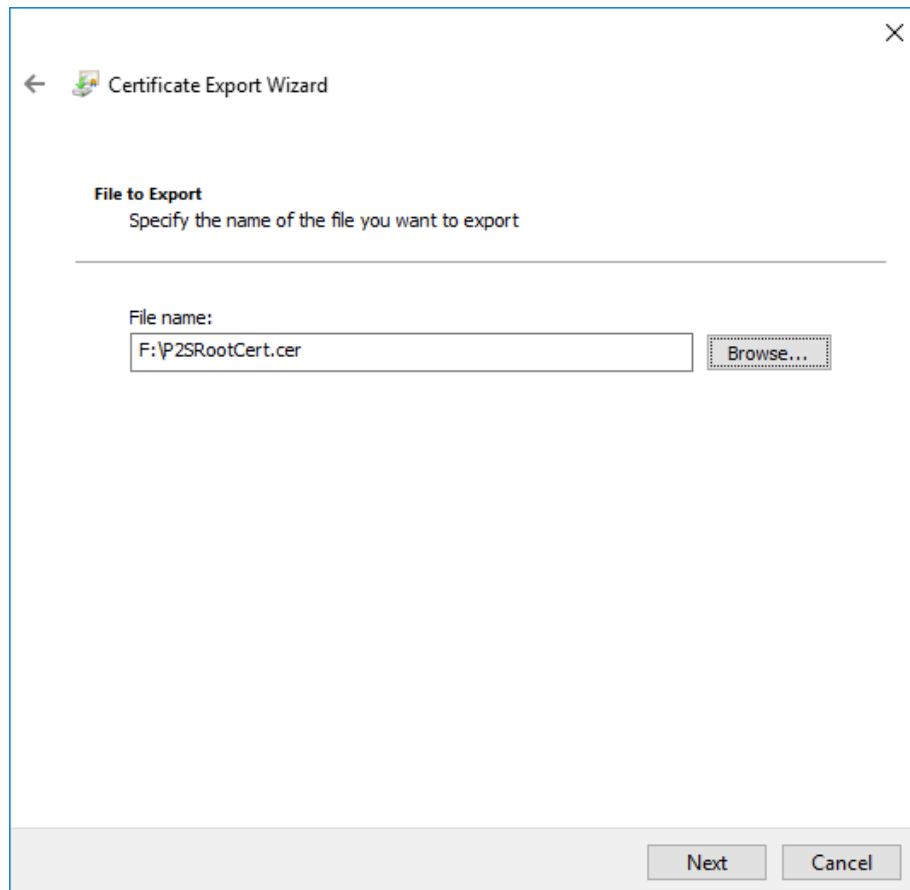 Certificate Export Wizard
File to Export
Specify the name of the file you want to export
File name:
F:\P2SRootCert.cer
Browse...
Next
Cancel